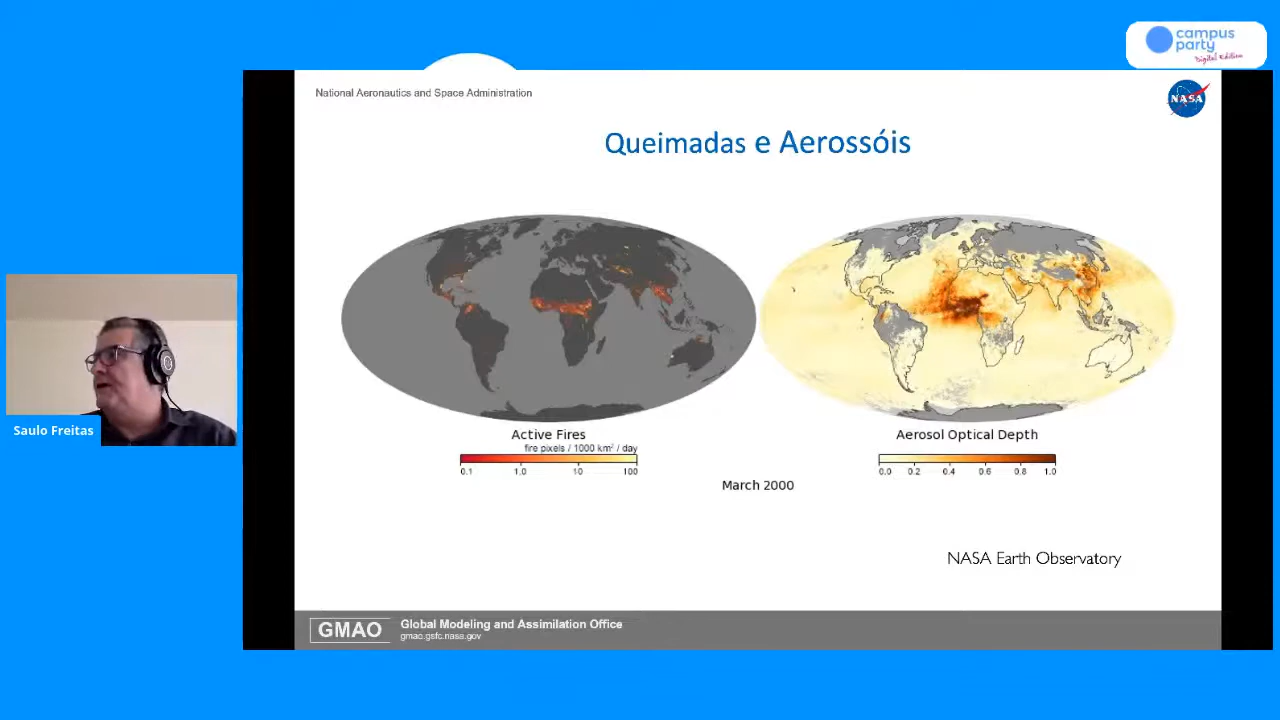 campus
party
Digital Edition
National Aeronautics and Space Administration
NASA
Queimadas e Aerossóis
Saulo Freitas
Active Fires
fire pixels / 1000 km² / day
0.1 1.0 10 100
Aerosol Optical Depth
0.0 0.2 0.4 0.6 0.8 1.0
March 2000
NASA Earth Observatory
GMAO
Global Modeling and Assimilation Office
gmao.gsfc.nasa.gov